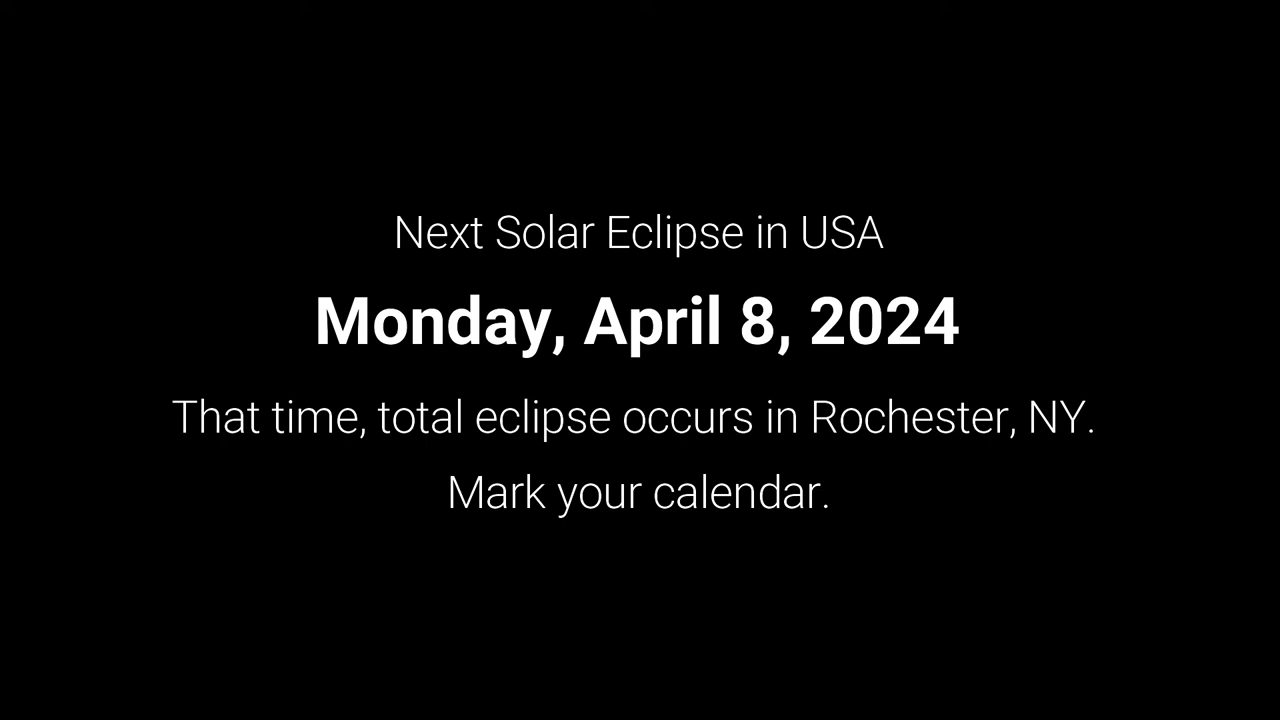 Next Solar Eclipse in USA
Monday, April 8, 2024
That time, total eclipse occurs in Rochester, NY.
Mark your calendar.